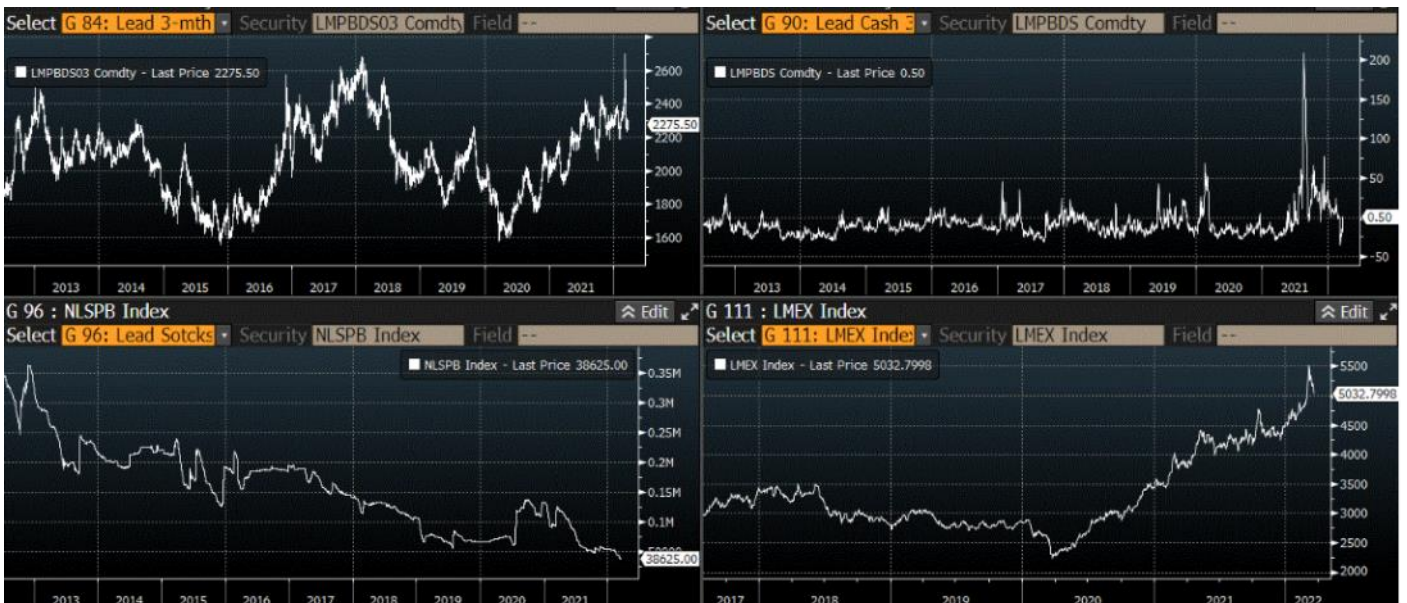 Select G 84: Lead 3-mth Security LMPBDS03 Comdty Field --
LMPBDS03 Comdty - Last Price 2275.50
2600
2400
2275.50
2200
2000
1800
1600
2013 2014 2015 2016 2017 2018 2019 2020 2021
Select G 90: Lead Cash 3 Security LMPBDS Comdty Field --
LMPBDS Comdty - Last Price 0.50
200
150
100
50
0.50
-50
2013 2014 2015 2016 2017 2018 2019 2020 2021
G 96 : NLSPB Index Edit
Select G 96: Lead Sotcks Security NLSPB Index Field --
NLSPB Index - Last Price 38625.00
0.35M
0.3M
0.25M
0.2M
0.15M
0.1M
38625.00
2013 2014 2015 2016 2017 2018 2019 2020 2021
G 111 : LMEX Index Edit
Select G 111: LMEX Index Security LMEX Index Field --
LMEX Index - Last Price 5032.7998
5500
5032.7998
4500
4000
3500
3000
2500
2000
2017 2018 2019 2020 2021 2022